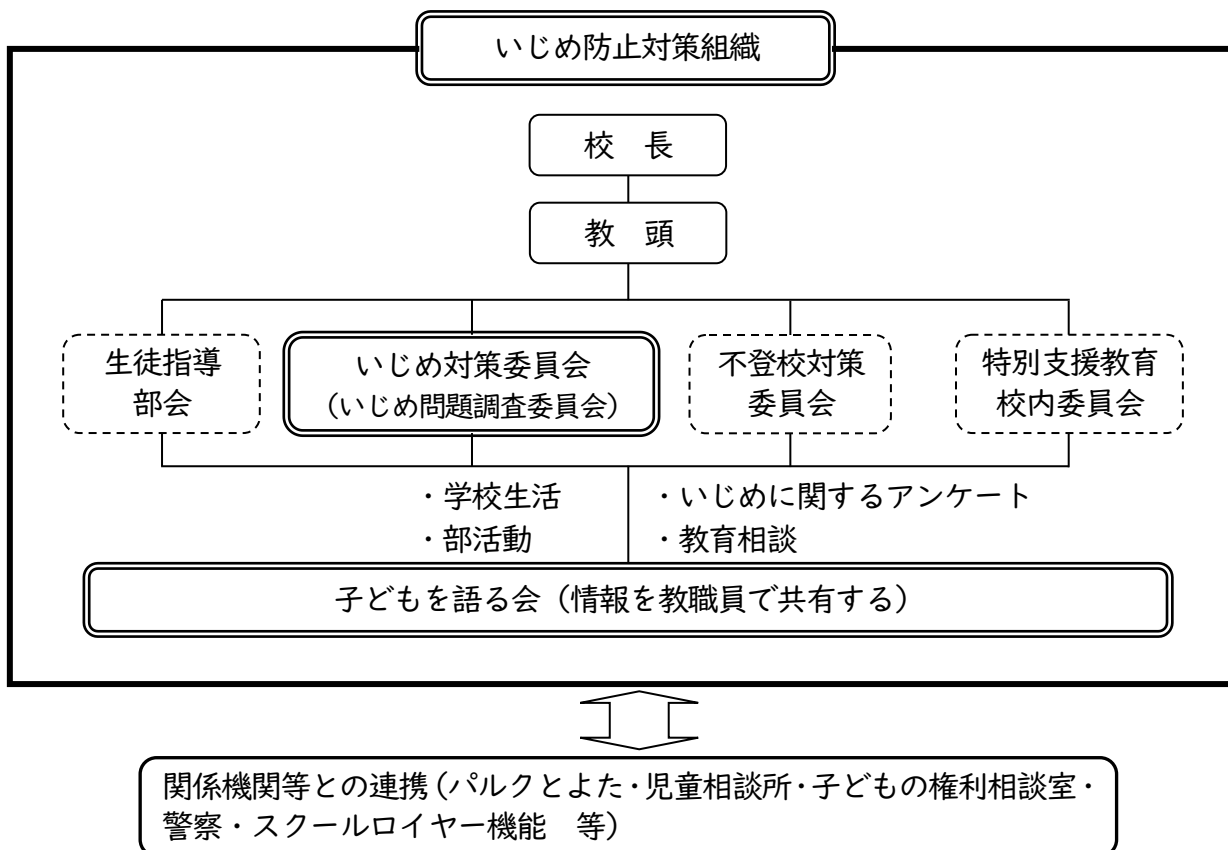 いじめ防止対策組織
校　長
教　頭
生徒指導
部会
いじめ対策委員会
（いじめ問題調査委員会）
不登校対策
委員会
特別支援教育
校内委員会
・学校生活
・部活動
・いじめに関するアンケート
・教育相談
子どもを語る会（情報を教職員で共有する）
関係機関等との連携（パルクとよた・児童相談所・子どもの権利相談室・
警察・スクールロイヤー機能　等）